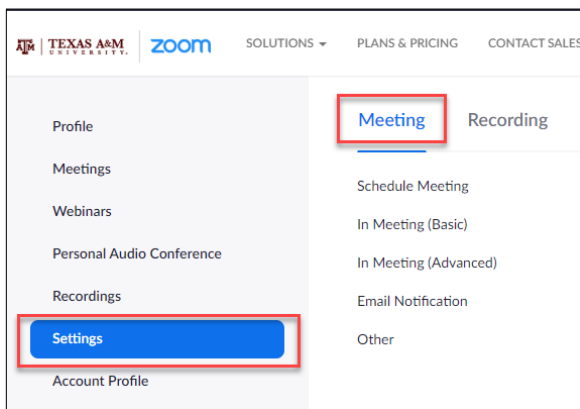 ATM | TEXAS A&M UNIVERSITY. zoom SOLUTIONS PLANS & PRICING CONTACT SALES
Profile
Meetings
Webinars
Personal Audio Conference
Recordings
Settings
Account Profile
Meeting Recording
Schedule Meeting
In Meeting (Basic)
In Meeting (Advanced)
Email Notification
Other